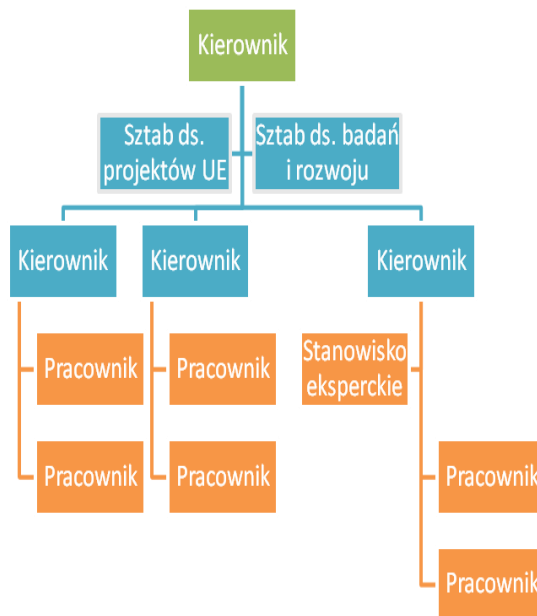 Kierownik
Sztab ds.
projektów UE
Sztab ds. badań
i rozwoju
Kierownik
Kierownik
Kierownik
Pracownik
Pracownik
Stanowisko
eksperckie
Pracownik
Pracownik
Pracownik
Pracownik